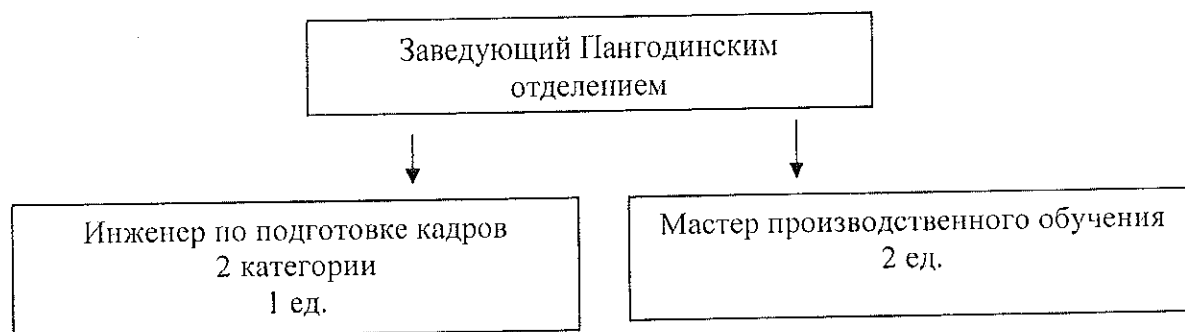 Заведующий Пангодинским
отделением
Инженер по подготовке кадров
2 категории
1 ед.
Мастер производственного обучения
2 ед.